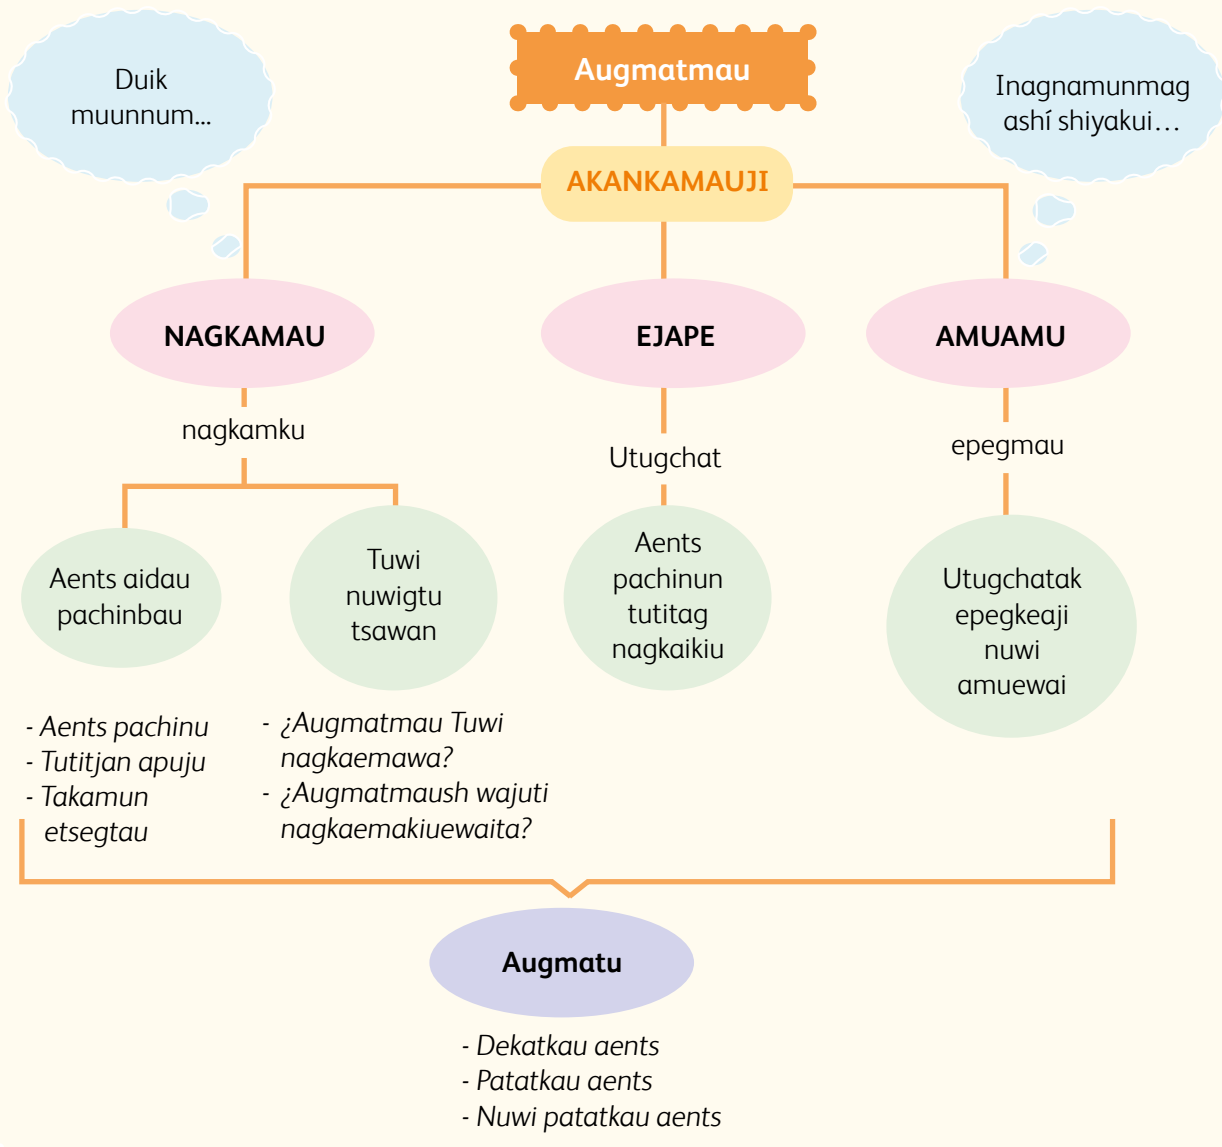 Duik
muunnum...
Augmatmau
Inagnamunmag
ashí shiyakui...
AKANKAMAUJI
NAGKAMAU
EJAPE
AMUAMU
nagkamku
Utugchat
epegmau
Aents aidau
pachinbau
Tuwi
nuwigtu
tsawan
Aents
pachinun
tutitag
nagkaikiu
Utugchatak
epegkeaji
nuwi
amuewai
- Aents pachinu
- Tutitjan apuju
- Takamun
etsegtau
- ¿Augmatmau Tuwi
nagkaemawa?
- ¿Augmatmaush wajuti
nagkaemakiuewaita?
Augmatu
- Dekatkau aents
- Patatkau aents
- Nuwi patatkau aents